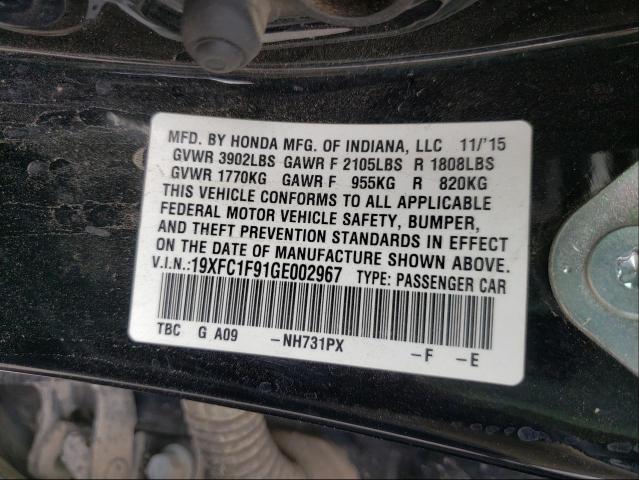 MFD. BY HONDA MFG. OF INDIANA, LLC 11/'15
GVWR 3902LBS GAWR F 2105LBS R 1808LBS
GVWR 1770KG GAWR F 955KG R 820KG
THIS VEHICLE CONFORMS TO ALL APPLICABLE
FEDERAL MOTOR VEHICLE SAFETY, BUMPER,
AND THEFT PREVENTION STANDARDS IN EFFECT
ON THE DATE OF MANUFACTURE SHOWN ABOVE.
V.I.N.:19XFC1F91GE002967 TYPE: PASSENGER CAR
TBC G A09 -NH731PX -F -E